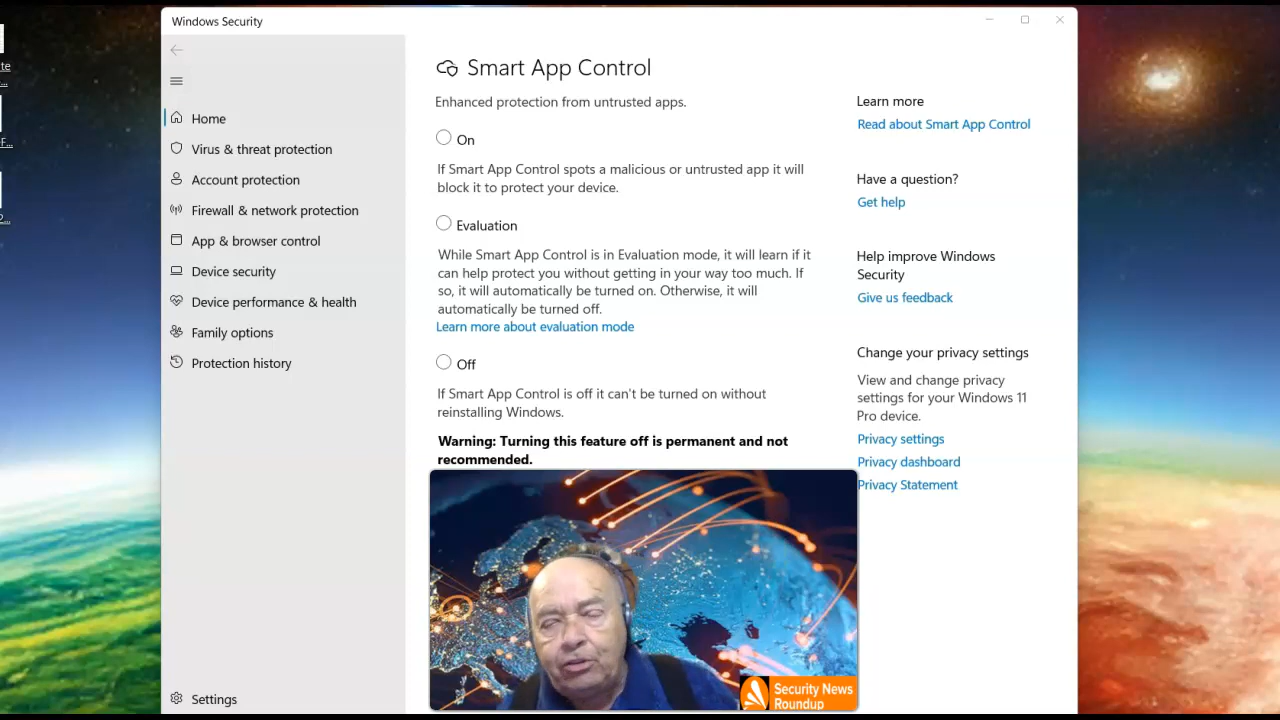 Windows Security
Home
Virus & threat protection
Account protection
Firewall & network protection
App & browser control
Device security
Device performance & health
Family options
Protection history
Settings
Smart App Control
Enhanced protection from untrusted apps.
On
If Smart App Control spots a malicious or untrusted app it will
block it to protect your device.
Evaluation
While Smart App Control is in Evaluation mode, it will learn if it
can help protect you without getting in your way too much. If
so, it will automatically be turned on. Otherwise, it will
automatically be turned off.
Learn more about evaluation mode
Off
If Smart App Control is off it can't be turned on without
reinstalling Windows.
Warning: Turning this feature off is permanent and not
recommended.
Learn more
Read about Smart App Control
Have a question?
Get help
Help improve Windows
Security
Give us feedback
Change your privacy settings
View and change privacy
settings for your Windows 11
Pro device.
Privacy settings
Privacy dashboard
Privacy Statement
Security News
Roundup